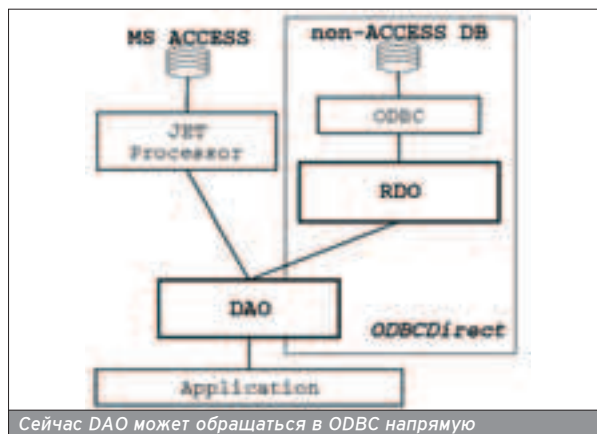 MS ACCESS
non-ACCESS DB
JET
Processor
ODBC
RDO
DAO
ODBCDirect
Application
Сейчас DAO может обращаться в ODBC напрямую